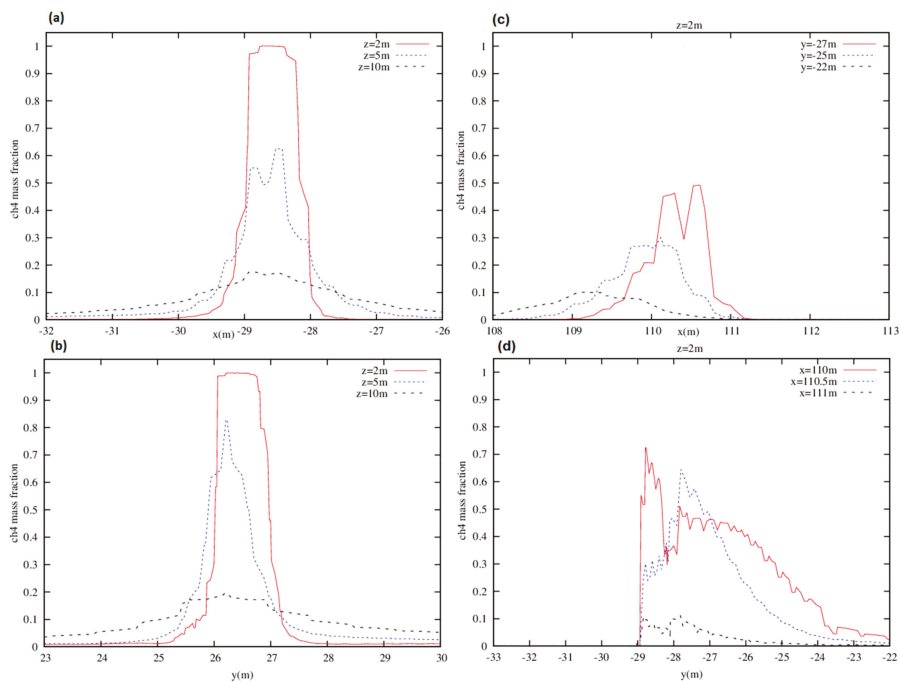 (a)
z=2m
z=5m
z=10m
1
0.9
0.8
0.7
0.6
0.5
0.4
0.3
0.2
0.1
0
ch4 mass fraction
-32 -31 -30 -29 -28 -27 -26
x(m)
(c)
z=2m
y=-27m
y=-25m
y=-22m
1
0.9
0.8
0.7
0.6
0.5
0.4
0.3
0.2
0.1
0
ch4 mass fraction
108 109 110 111 112 113
x(m)
(b)
z=2m
z=5m
z=10m
1
0.9
0.8
0.7
0.6
0.5
0.4
0.3
0.2
0.1
0
ch4 mass fraction
23 24 25 26 27 28 29 30
y(m)
(d)
z=2m
x=110m
x=110.5m
x=111m
1
0.9
0.8
0.7
0.6
0.5
0.4
0.3
0.2
0.1
0
ch4 mass fraction
-33 -32 -31 -30 -29 -28 -27 -26 -25 -24 -23 -22
y(m)